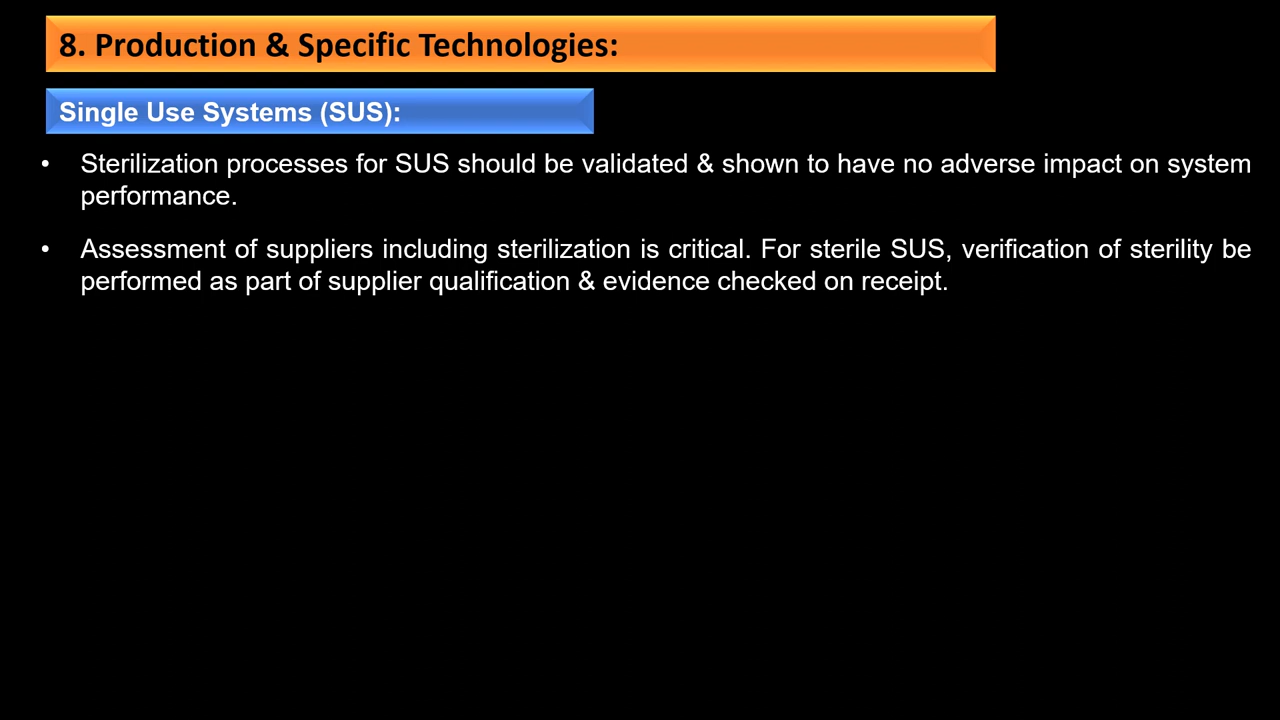 8. Production & Specific Technologies:
Single Use Systems (SUS):
• Sterilization processes for SUS should be validated & shown to have no adverse impact on system
performance.
• Assessment of suppliers including sterilization is critical. For sterile SUS, verification of sterility be
performed as part of supplier qualification & evidence checked on receipt.